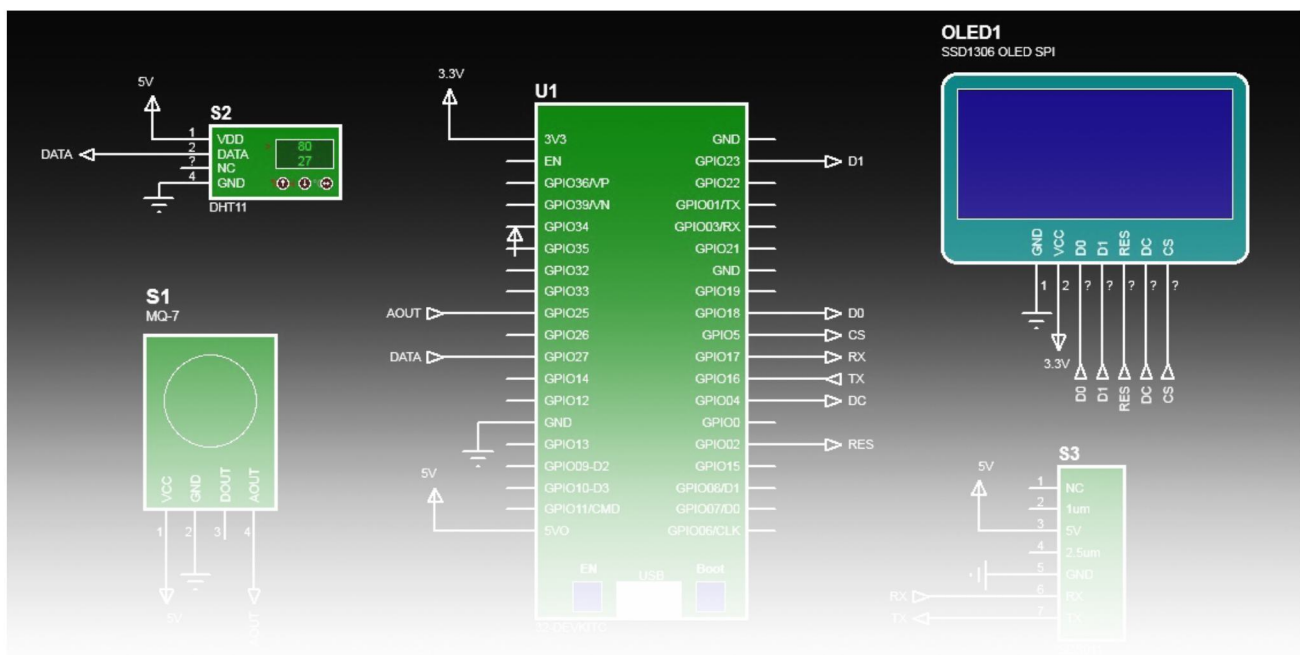 OLED1
SSD1306 OLED SPI
GND
VCC
D0
D1
RES
DC
CS
1
2
?
?
?
?
?
3.3V
D0
D1
RES
DC
CS
5V
S2
1
2
?
4
VDD
DATA
NC
GND
80
27
DATA
DHT11
S1
MQ-7
VCC
GND
DOUT
AOUT
1
2
3
4
5V
AOUT
3.3V
U1
3V3
EN
GPIO36/VP
GPIO39/VN
GPIO34
GPIO35
GPIO32
GPIO33
GPIO25
GPIO26
GPIO27
GPIO14
GPIO12
GND
GPIO13
GPIO09-D2
GPIO10-D3
GPIO11/CMD
5VO
AOUT
DATA
5V
GND
GPIO23
GPIO22
GPIO01/TX
GPIO03/RX
GPIO21
GND
GPIO19
GPIO18
GPIO5
GPIO17
GPIO16
GPIO04
GPIO0
GPIO02
GPIO15
GPIO08/D1
GPIO07/D0
GPIO06/CLK
D1
D0
CS
RX
TX
DC
RES
EN
USB
Boot
S3
5V
1
2
3
4
5
6
7
NC
1um
5V
2.5um
GND
RX
TX
RX
TX